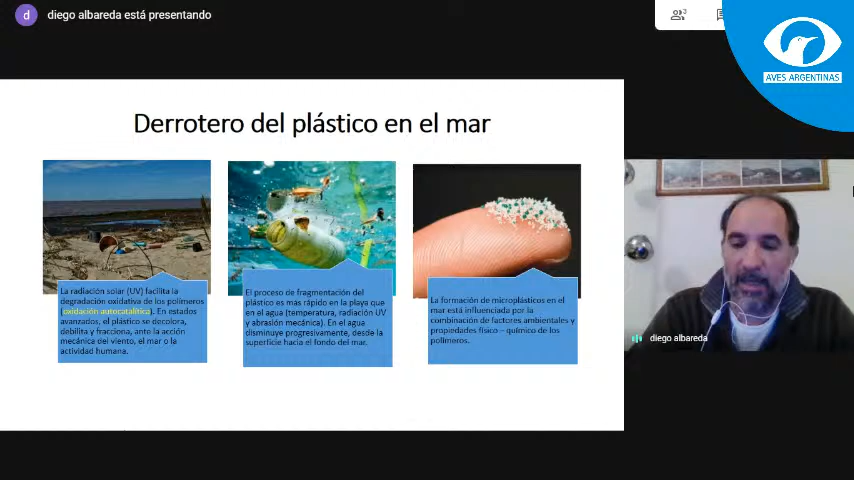 d diego albareda está presentando
3
AVES ARGENTINAS
Derrotero del plástico en el mar
La radiación solar (UV) facilita la
degradación oxidativa de los polímeros
(oxidación autocatalítica). En estados
avanzados, el plástico se decolora,
debilita y fracciona, ante la acción
mecánica del viento, el mar o la
actividad humana.
El proceso de fragmentación del
plástico es más rápido en la playa que
en el agua (temperatura, radiación UV
y abrasión mecánica). En el agua
disminuye progresivamente, desde la
superficie hacia el fondo del mar.
La formación de microplásticos en el
mar está influenciada por la
combinación de factores ambientales y
propiedades físico – químico de los
polímeros.
diego albareda